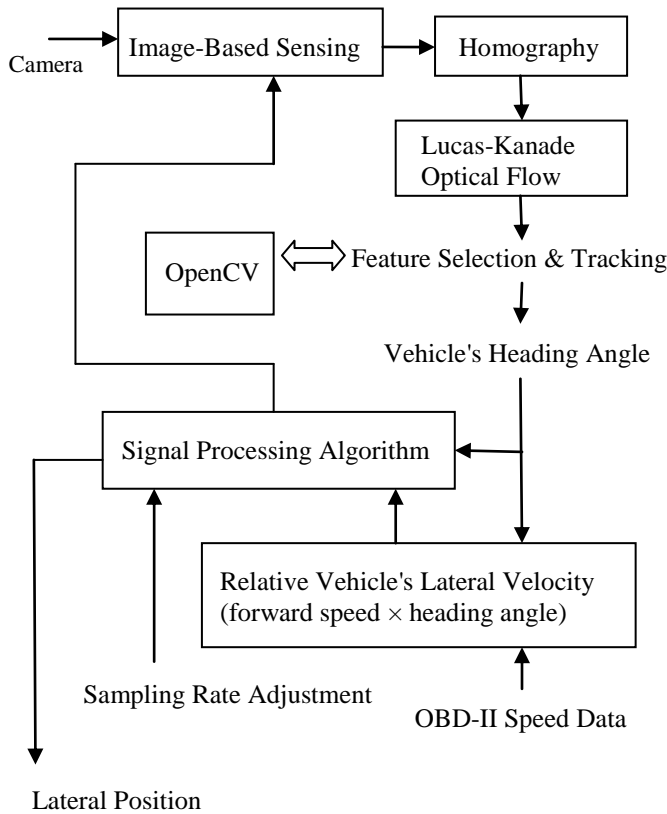 Camera
Image-Based Sensing
Homography
Lucas-Kanade
Optical Flow
OpenCV
Feature Selection & Tracking
Vehicle's Heading Angle
Signal Processing Algorithm
Relative Vehicle's Lateral Velocity
(forward speed × heading angle)
Sampling Rate Adjustment
OBD-II Speed Data
Lateral Position